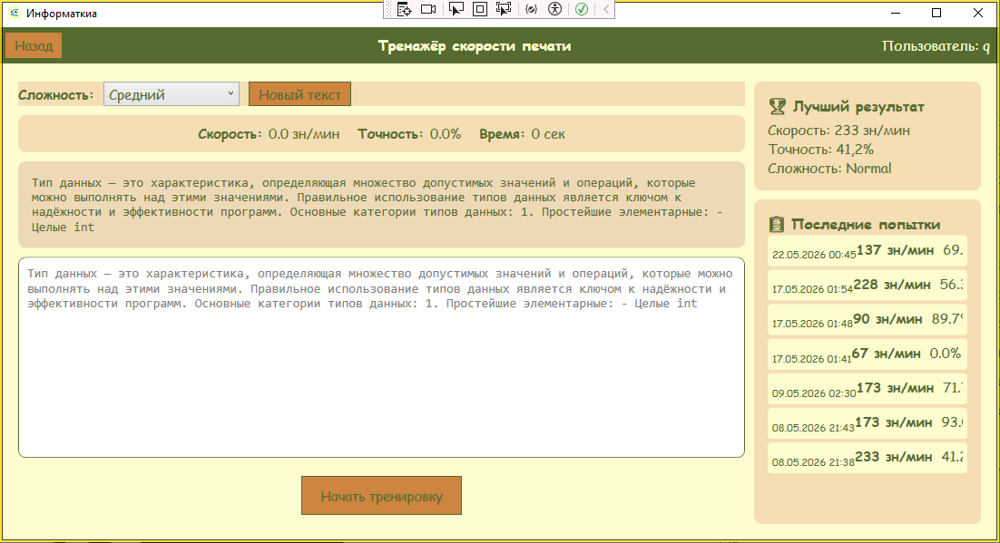 Информаткиа
Назад
Тренажёр скорости печати
Пользователь: q
Сложность:
Средний
Новый текст
Скорость: 0.0 зн/мин Точность: 0.0% Время: 0 сек
Тип данных — это характеристика, определяющая множество допустимых значений и операций, которые
можно выполнять над этими значениями. Правильное использование типов данных является ключом к
надёжности и эффективности программ. Основные категории типов данных: 1. Простейшие элементарные: -
Целые int
Тип данных — это характеристика, определяющая множество допустимых значений и операций, которые можно
выполнять над этими значениями. Правильное использование типов данных является ключом к надёжности и
эффективности программ. Основные категории типов данных: 1. Простейшие элементарные: - Целые int
Начать тренировку
Лучший результат
Скорость: 233 зн/мин
Точность: 41,2%
Сложность: Normal
Последние попытки
22.05.2026 00:45 137 зн/мин 69.
17.05.2026 01:54 228 зн/мин 56.
17.05.2026 01:48 90 зн/мин 89.7
17.05.2026 01:41 67 зн/мин 0.0%
09.05.2026 02:30 173 зн/мин 71.
08.05.2026 21:43 173 зн/мин 93.
08.05.2026 21:38 233 зн/мин 41.2